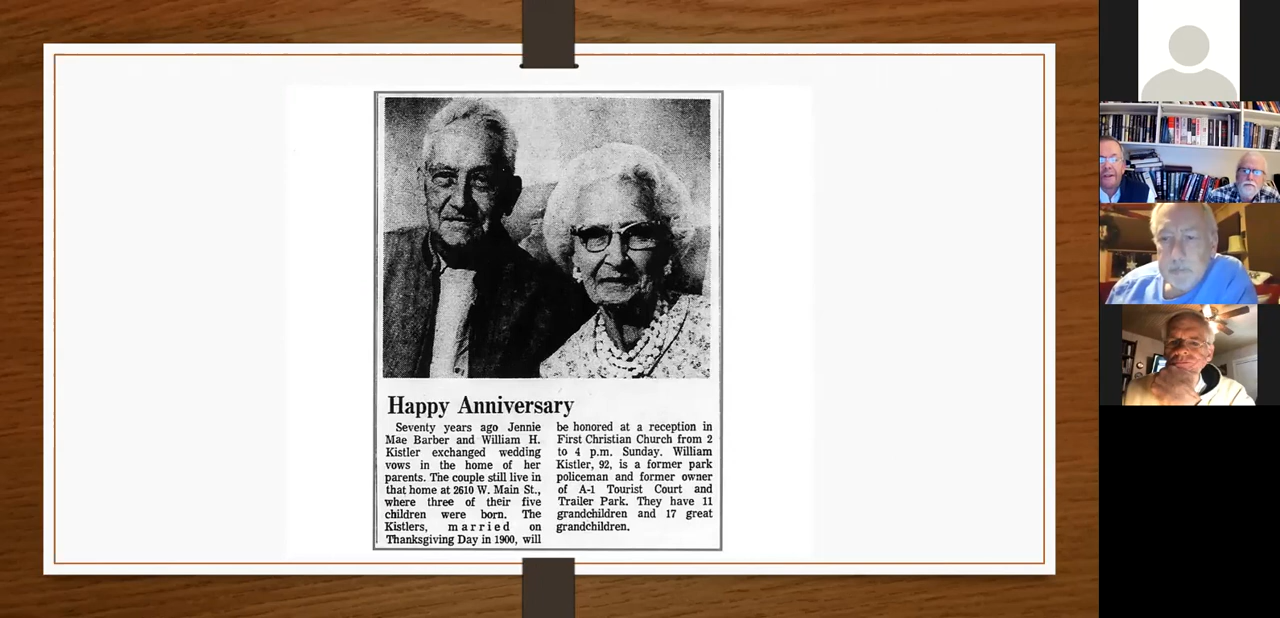 Happy Anniversary
Seventy years ago Jennie
Mae Barber and William H.
Kistler exchanged wedding
vows in the home of her
parents. The couple still live in
that home at 2610 W. Main St.,
where three of their five
children were born. The
Kistlers, married on
Thanksgiving Day in 1900, will
be honored at a reception in
First Christian Church from 2
to 4 p.m. Sunday. William
Kistler, 92, is a former park
policeman and former owner
of A-1 Tourist Court and
Trailer Park. They have 11
grandchildren and 17 great
grandchildren.